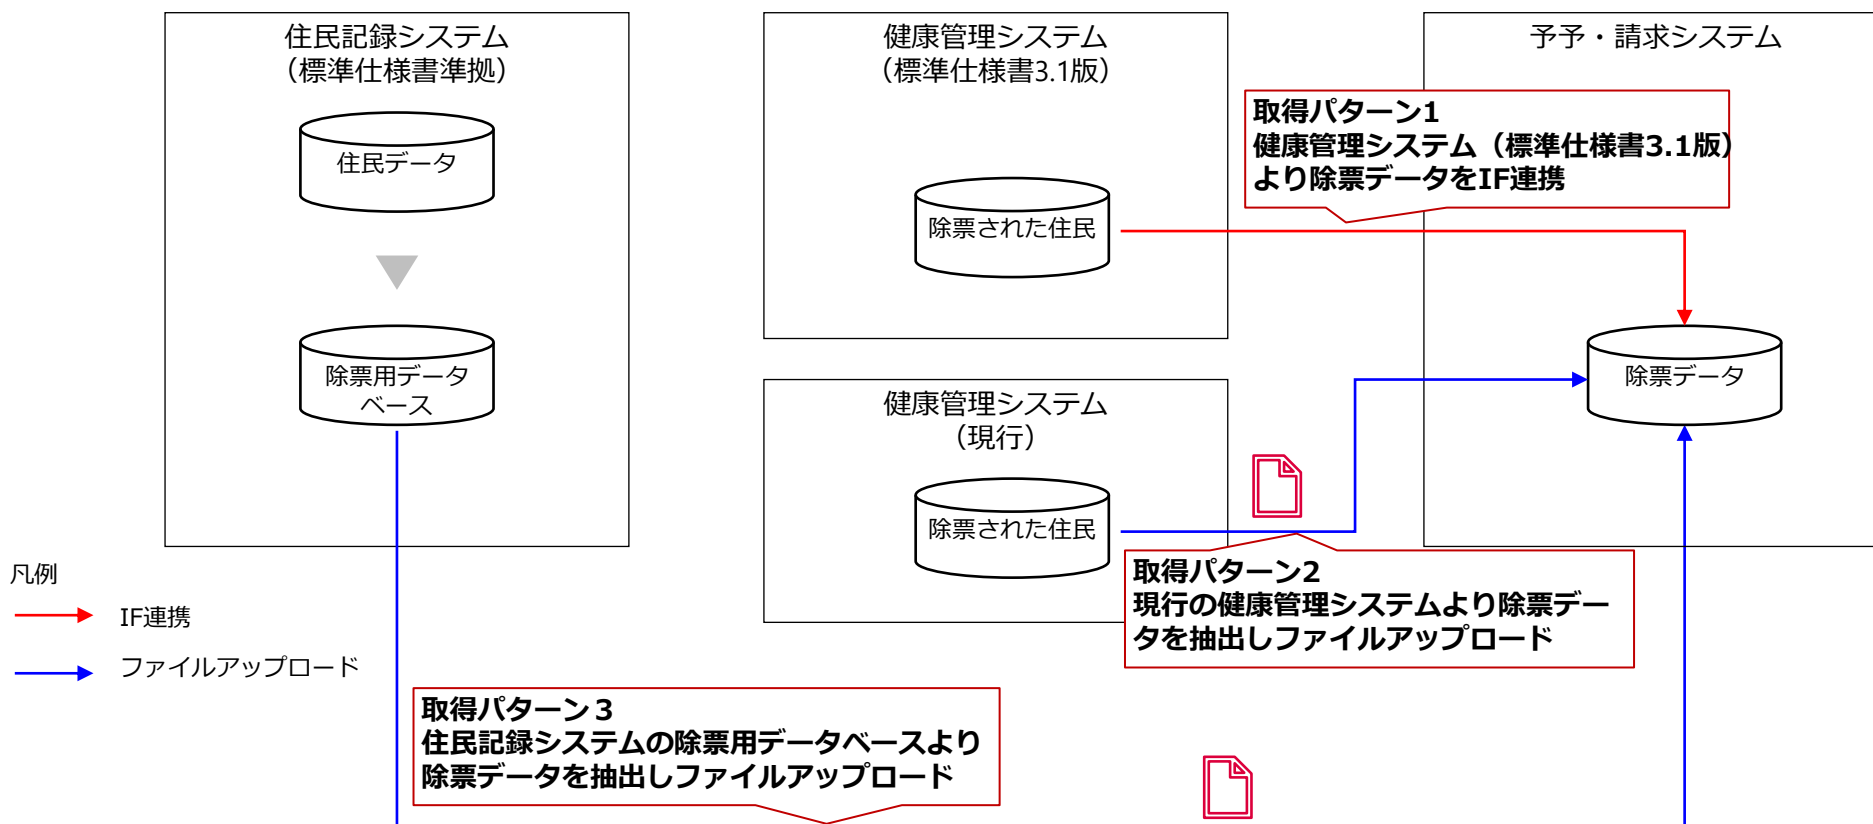 住民記録システム
（標準仕様書準拠）
住民データ
除票用データ
ベース
健康管理システム
（標準仕様書3.1版）
除票された住民
健康管理システム
（現行）
除票された住民
予予・請求システム
除票データ
取得パターン1
健康管理システム（標準仕様書3.1版）
より除票データをIF連携
取得パターン2
現行の健康管理システムより除票デー
タを抽出しファイルアップロード
凡例
IF連携
ファイルアップロード
取得パターン３
住民記録システムの除票用データベースより
除票データを抽出しファイルアップロード